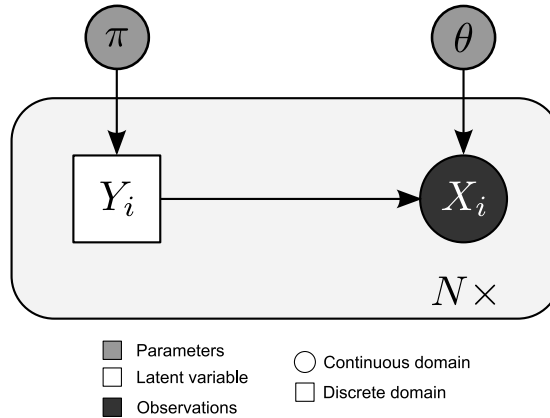 π
θ
Y_i
X_i
N ×
Parameters
Latent variable
Observations
Continuous domain
Discrete domain